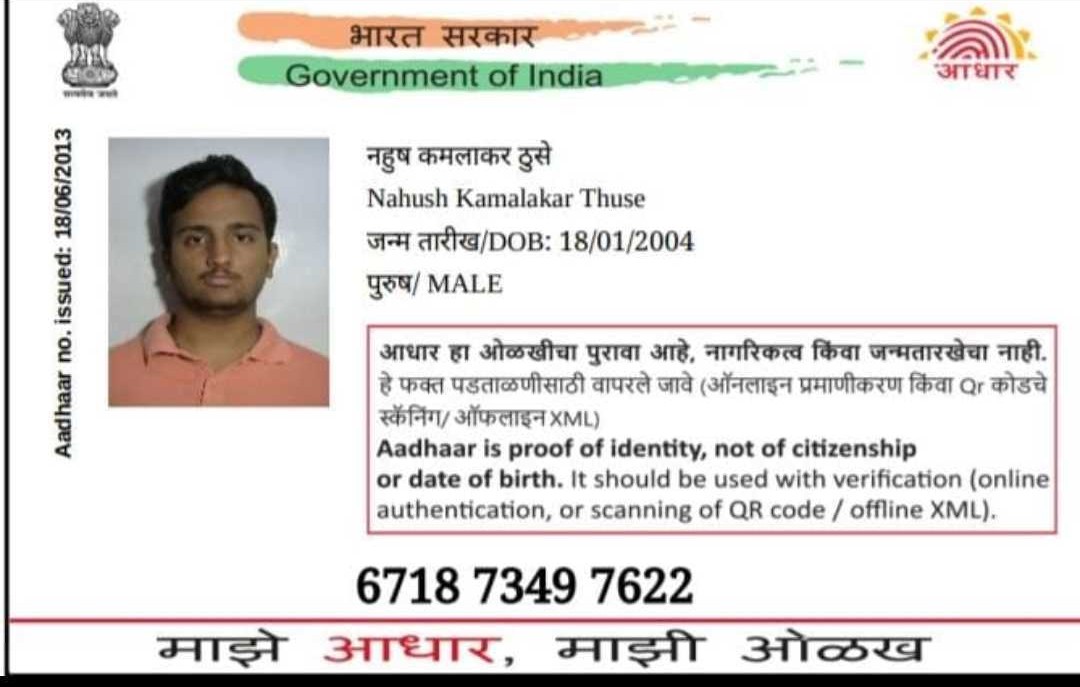 भारत सरकार
Government of India
आधार
Aadhaar no. issued: 18/06/2013
नहुष कमलाकर ठुसे
Nahush Kamalakar Thuse
जन्म तारीख/DOB: 18/01/2004
पुरुष/ MALE
आधार हा ओळखीचा पुरावा आहे, नागरिकत्व किंवा जन्मतारखेचा नाही.
हे फक्त पडताळणीसाठी वापरले जावे (ऑनलाइन प्रमाणीकरण किंवा Qr कोडचे
स्कॅनिंग/ ऑफलाइन XML)
Aadhaar is proof of identity, not of citizenship
or date of birth. It should be used with verification (online
authentication, or scanning of QR code / offline XML).
6718 7349 7622
माझे आधार, माझी ओळख